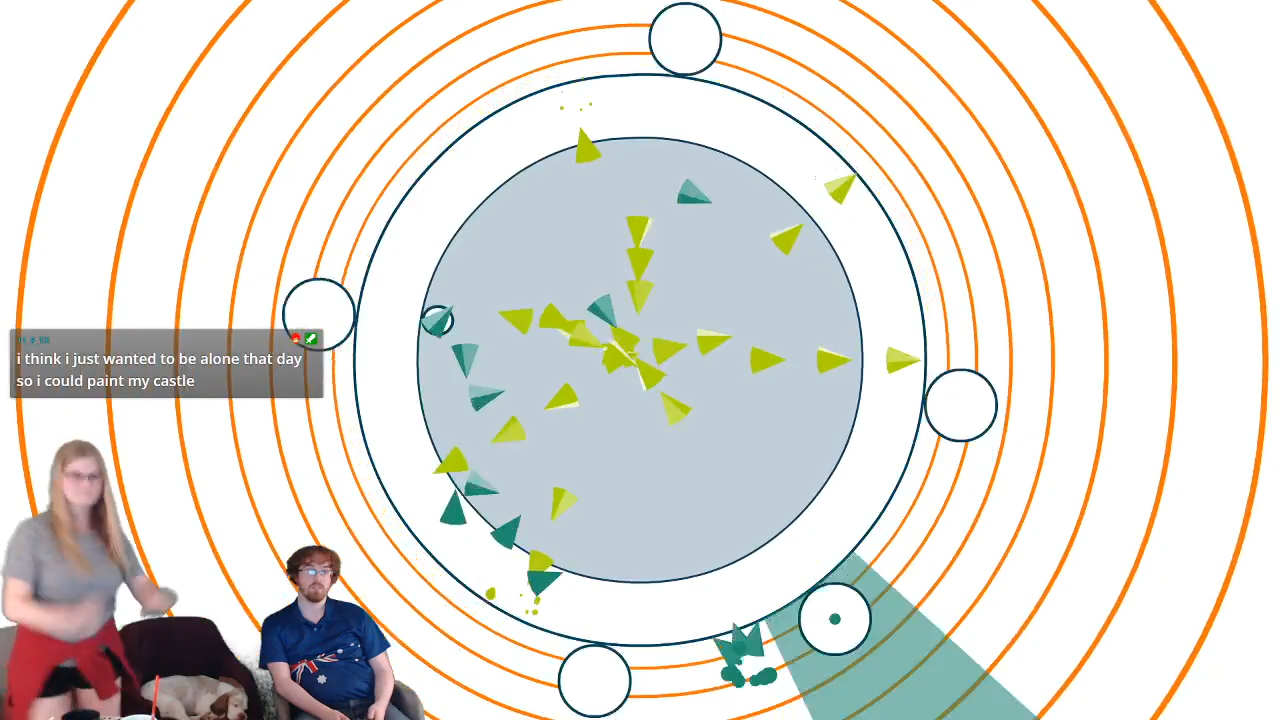 i think i just wanted to be alone that day
so i could paint my castle